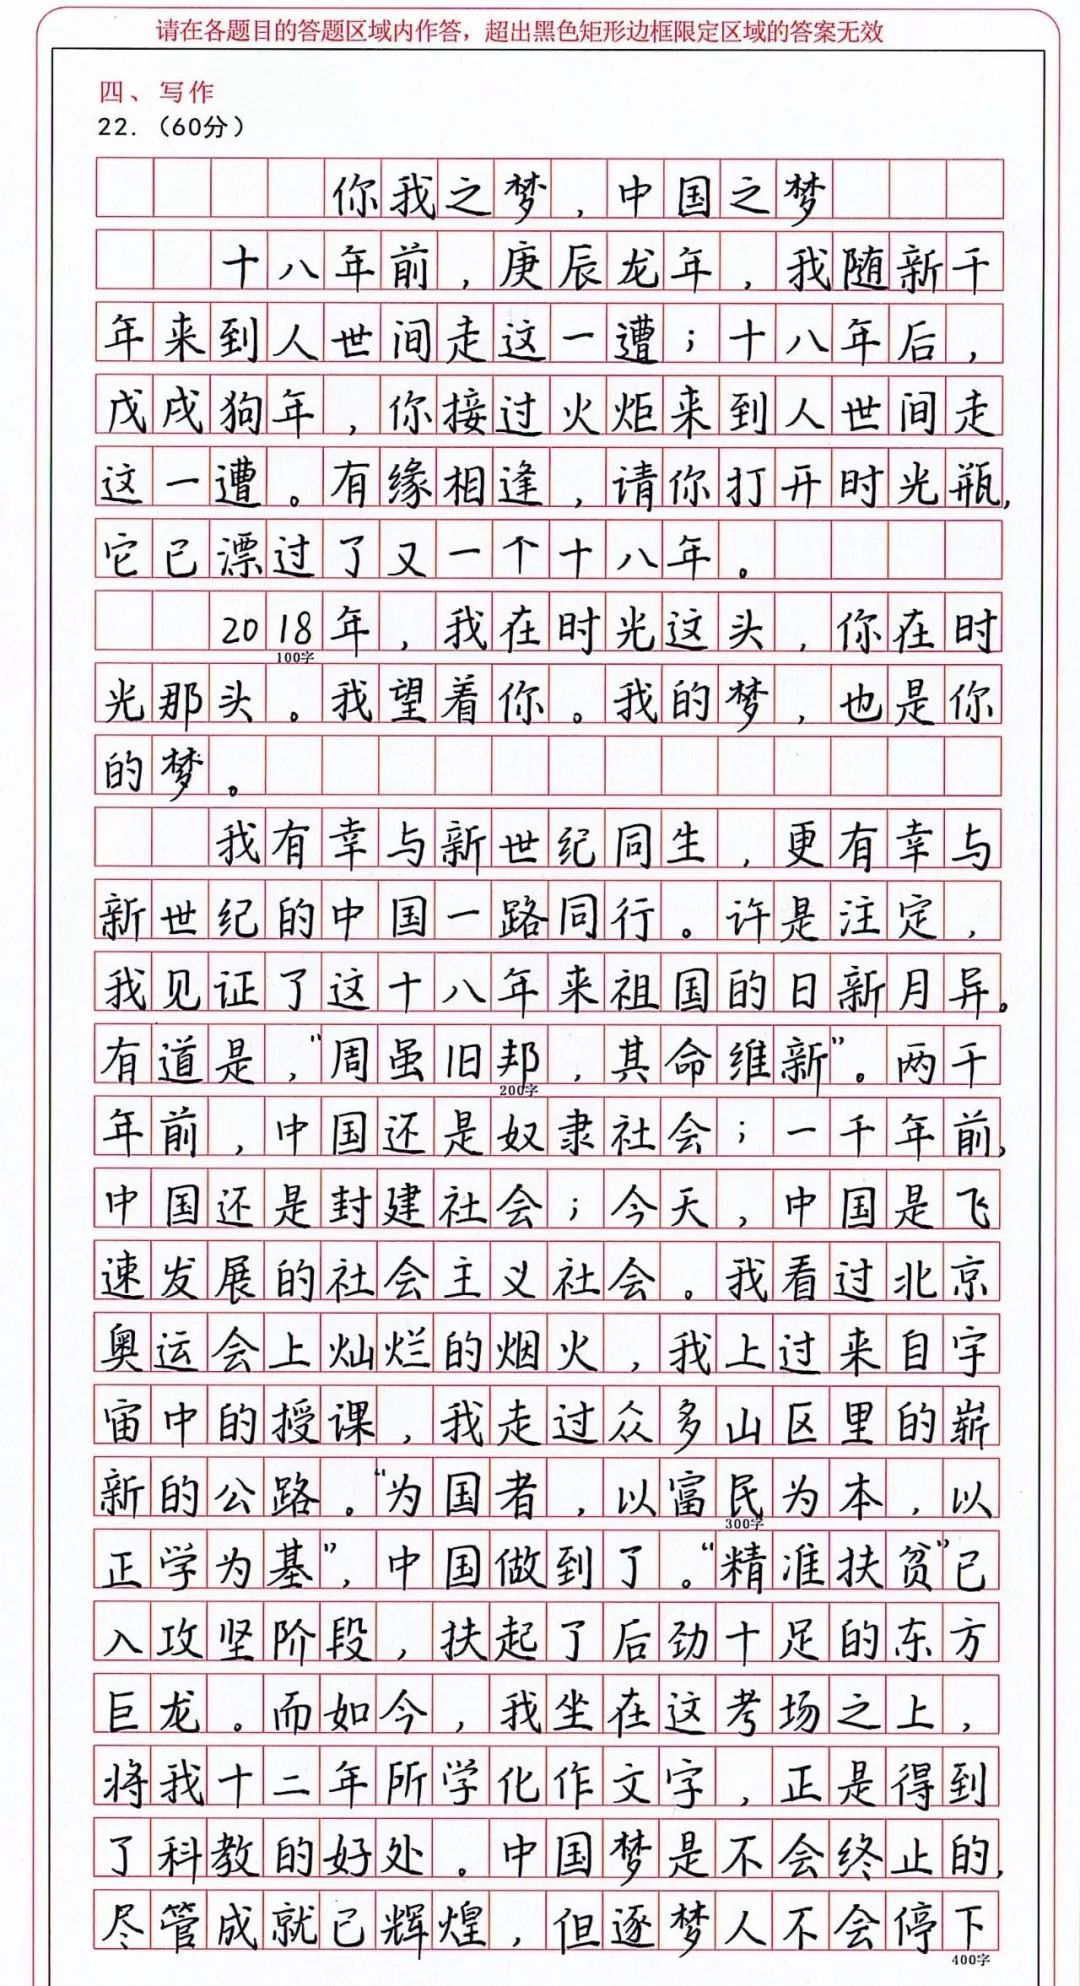 请在各题目的答题区域内作答，超出黑色矩形边框限定区域的答案无效
四、写作
22.（60分）
你我之梦，中国之梦
十八年前，庚辰龙年，我随新千
年来到人世间走这一遭；十八年后，
戊戌狗年，你接过火炬来到人世间走
这一遭。有缘相逢，请你打开时光瓶，
它已漂过了又一个十八年。
2018年，我在时光这头，你在时
100字
光那头。我望着你。我的梦，也是你
的梦。
我有幸与新世纪同生，更有幸与
新世纪的中国一路同行。许是注定，
我见证了这十八年来祖国的日新月异。
有道是，“周虽旧邦，其命维新”。两千
200字
年前，中国还是奴隶社会；一千年前，
中国还是封建社会；今天，中国是飞
速发展的社会主义社会。我看过北京
奥运会上灿烂的烟火，我上过来自宇
宙中的授课，我走过众多山区里的崭
新的公路。“为国者，以富民为本，以
300字
正学为基”，中国做到了。“精准扶贫”已
入攻坚阶段，扶起了后劲十足的东方
巨龙。而如今，我坐在这考场之上，
将我十二年所学化作文字，正是得到
了科教的好处。中国梦是不会终止的，
尽管成就已辉煌，但逐梦人不会停下
400字